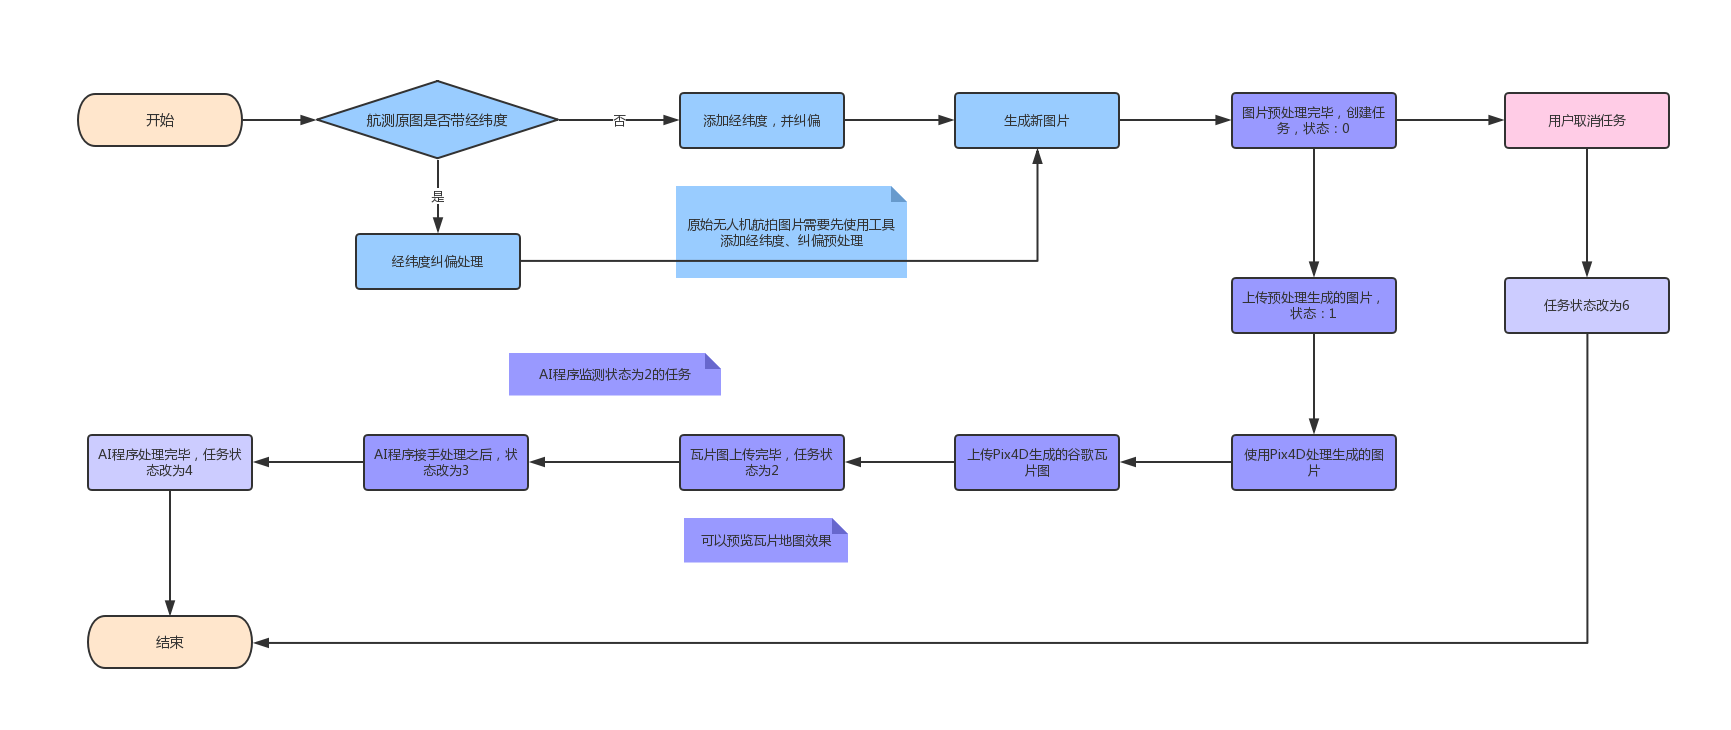 开始
航测原图是否带经纬度
否
添加经纬度，并纠偏
生成新图片
图片预处理完毕，创建任
务，状态：0
用户取消任务
是
原始无人机航拍图片需要先使用工具
添加经纬度、纠偏预处理
经纬度纠偏处理
上传预处理生成的图片，
状态：1
任务状态改为6
AI程序监测状态为2的任务
AI程序处理完毕，任务状
态改为4
AI程序接手处理之后，状
态改为3
瓦片图上传完毕，任务状
态为2
上传Pix4D生成的谷歌瓦
片图
使用Pix4D处理生成的图
片
可以预览瓦片地图效果
结束